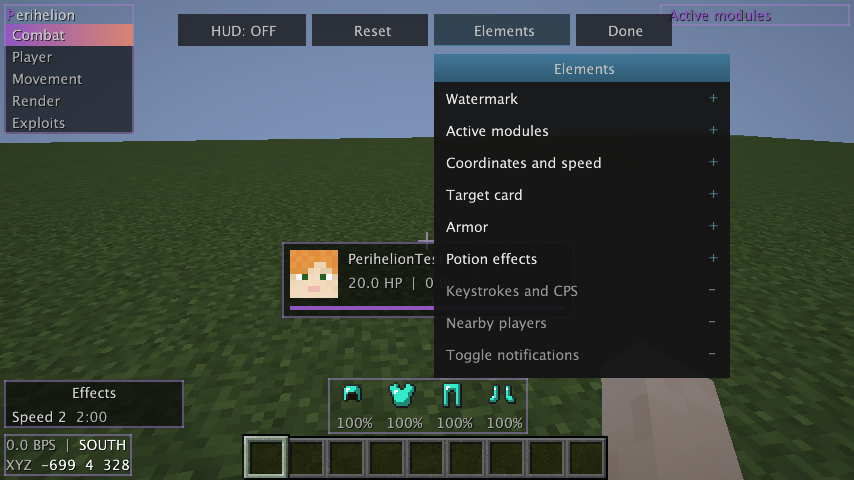 Perihelion
Combat
Player
Movement
Render
Exploits
HUD: OFF
Reset
Elements
Done
Active modules
Elements
Watermark +
Active modules +
Coordinates and speed +
Target card +
Armor +
Potion effects +
Keystrokes and CPS -
Nearby players -
Toggle notifications -
PerihelionTes
20.0 HP | 0.
Effects
Speed 2 2:00
0.0 BPS | SOUTH
XYZ -699 4 328
100% 100% 100% 100%